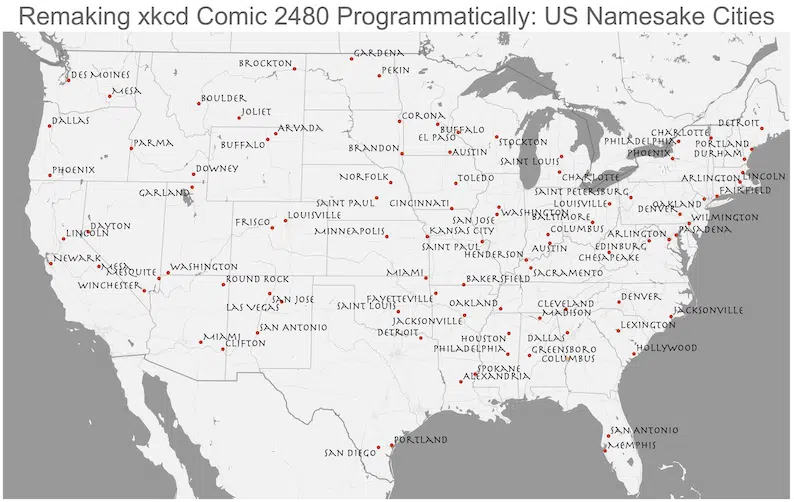 Remaking xkcd Comic 2480 Programmatically: US Namesake Cities
GARDENA
BROCKTON
DES MOINES
PEKIN
MESA
BOULDER
JOLIET
DALLAS
CORONA
DETROIT
ARVADA
BUFFALO
CHARLOTTE
EL PASO
PHILADELPHIA
PARMA
BUFFALO
STOCKTON
PORTLAND
BRANDON
AUSTIN
PHOENIX
DURHAM
SAINT LOUIS
PHOENIX
DOWNEY
NORFOLK
TOLEDO
CHARLOTTE
ARLINGTON
LINCOLN
GARLAND
SAINT PETERSBURG
FAIRFIELD
SAINT PAUL
CINCINNATI
LOUISVILLE
OAKLAND
DENVER
LOUISVILLE
SAN JOSE
WASHINGTON
BALTIMORE
WILMINGTON
FRISCO
DAYTON
LINCOLN
MINNEAPOLIS
KANSAS CITY
COLUMBUS
ARLINGTON
PASADENA
SAINT PAUL
AUSTIN
EDINBURG
HENDERSON
CHESAPEAKE
NEWARK
MESA
MESQUITE
WASHINGTON
MIAMI
SACRAMENTO
WINCHESTER
ROUND ROCK
BAKERSFIELD
LAS VEGAS
SAN JOSE
FAYETTEVILLE
SAINT LOUIS
OAKLAND
CLEVELAND
DENVER
MADISON
JACKSONVILLE
JACKSONVILLE
SAN ANTONIO
DETROIT
LEXINGTON
MIAMI
CLIFTON
HOUSTON
DALLAS
PHILADELPHIA
GREENSBORO
HOLLYWOOD
COLUMBUS
SPOKANE
ALEXANDRIA
SAN ANTONIO
PORTLAND
MEMPHIS
SAN DIEGO